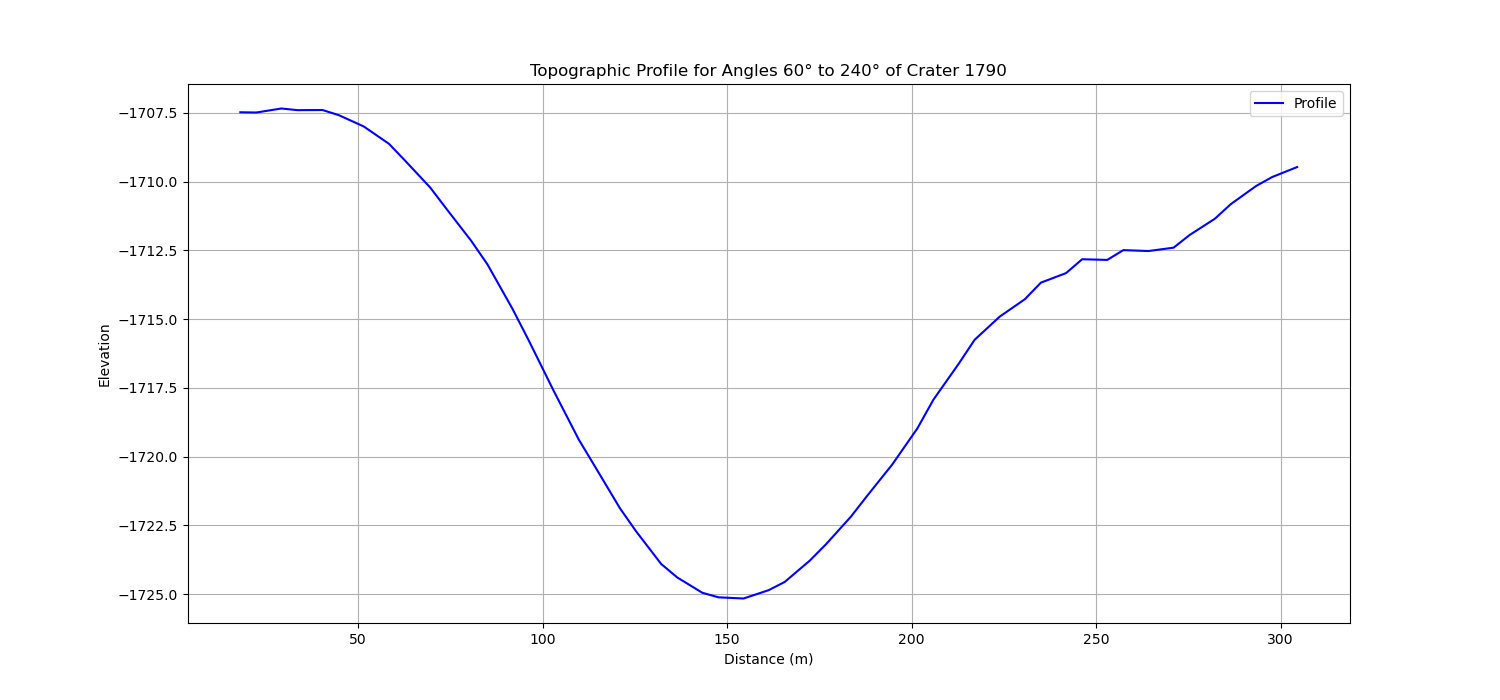 Topographic Profile for Angles 60° to 240° of Crater 1790
Profile
−1707.5
−1710.0
−1712.5
−1715.0
−1717.5
−1720.0
−1722.5
−1725.0
Elevation
50 100 150 200 250 300
Distance (m)